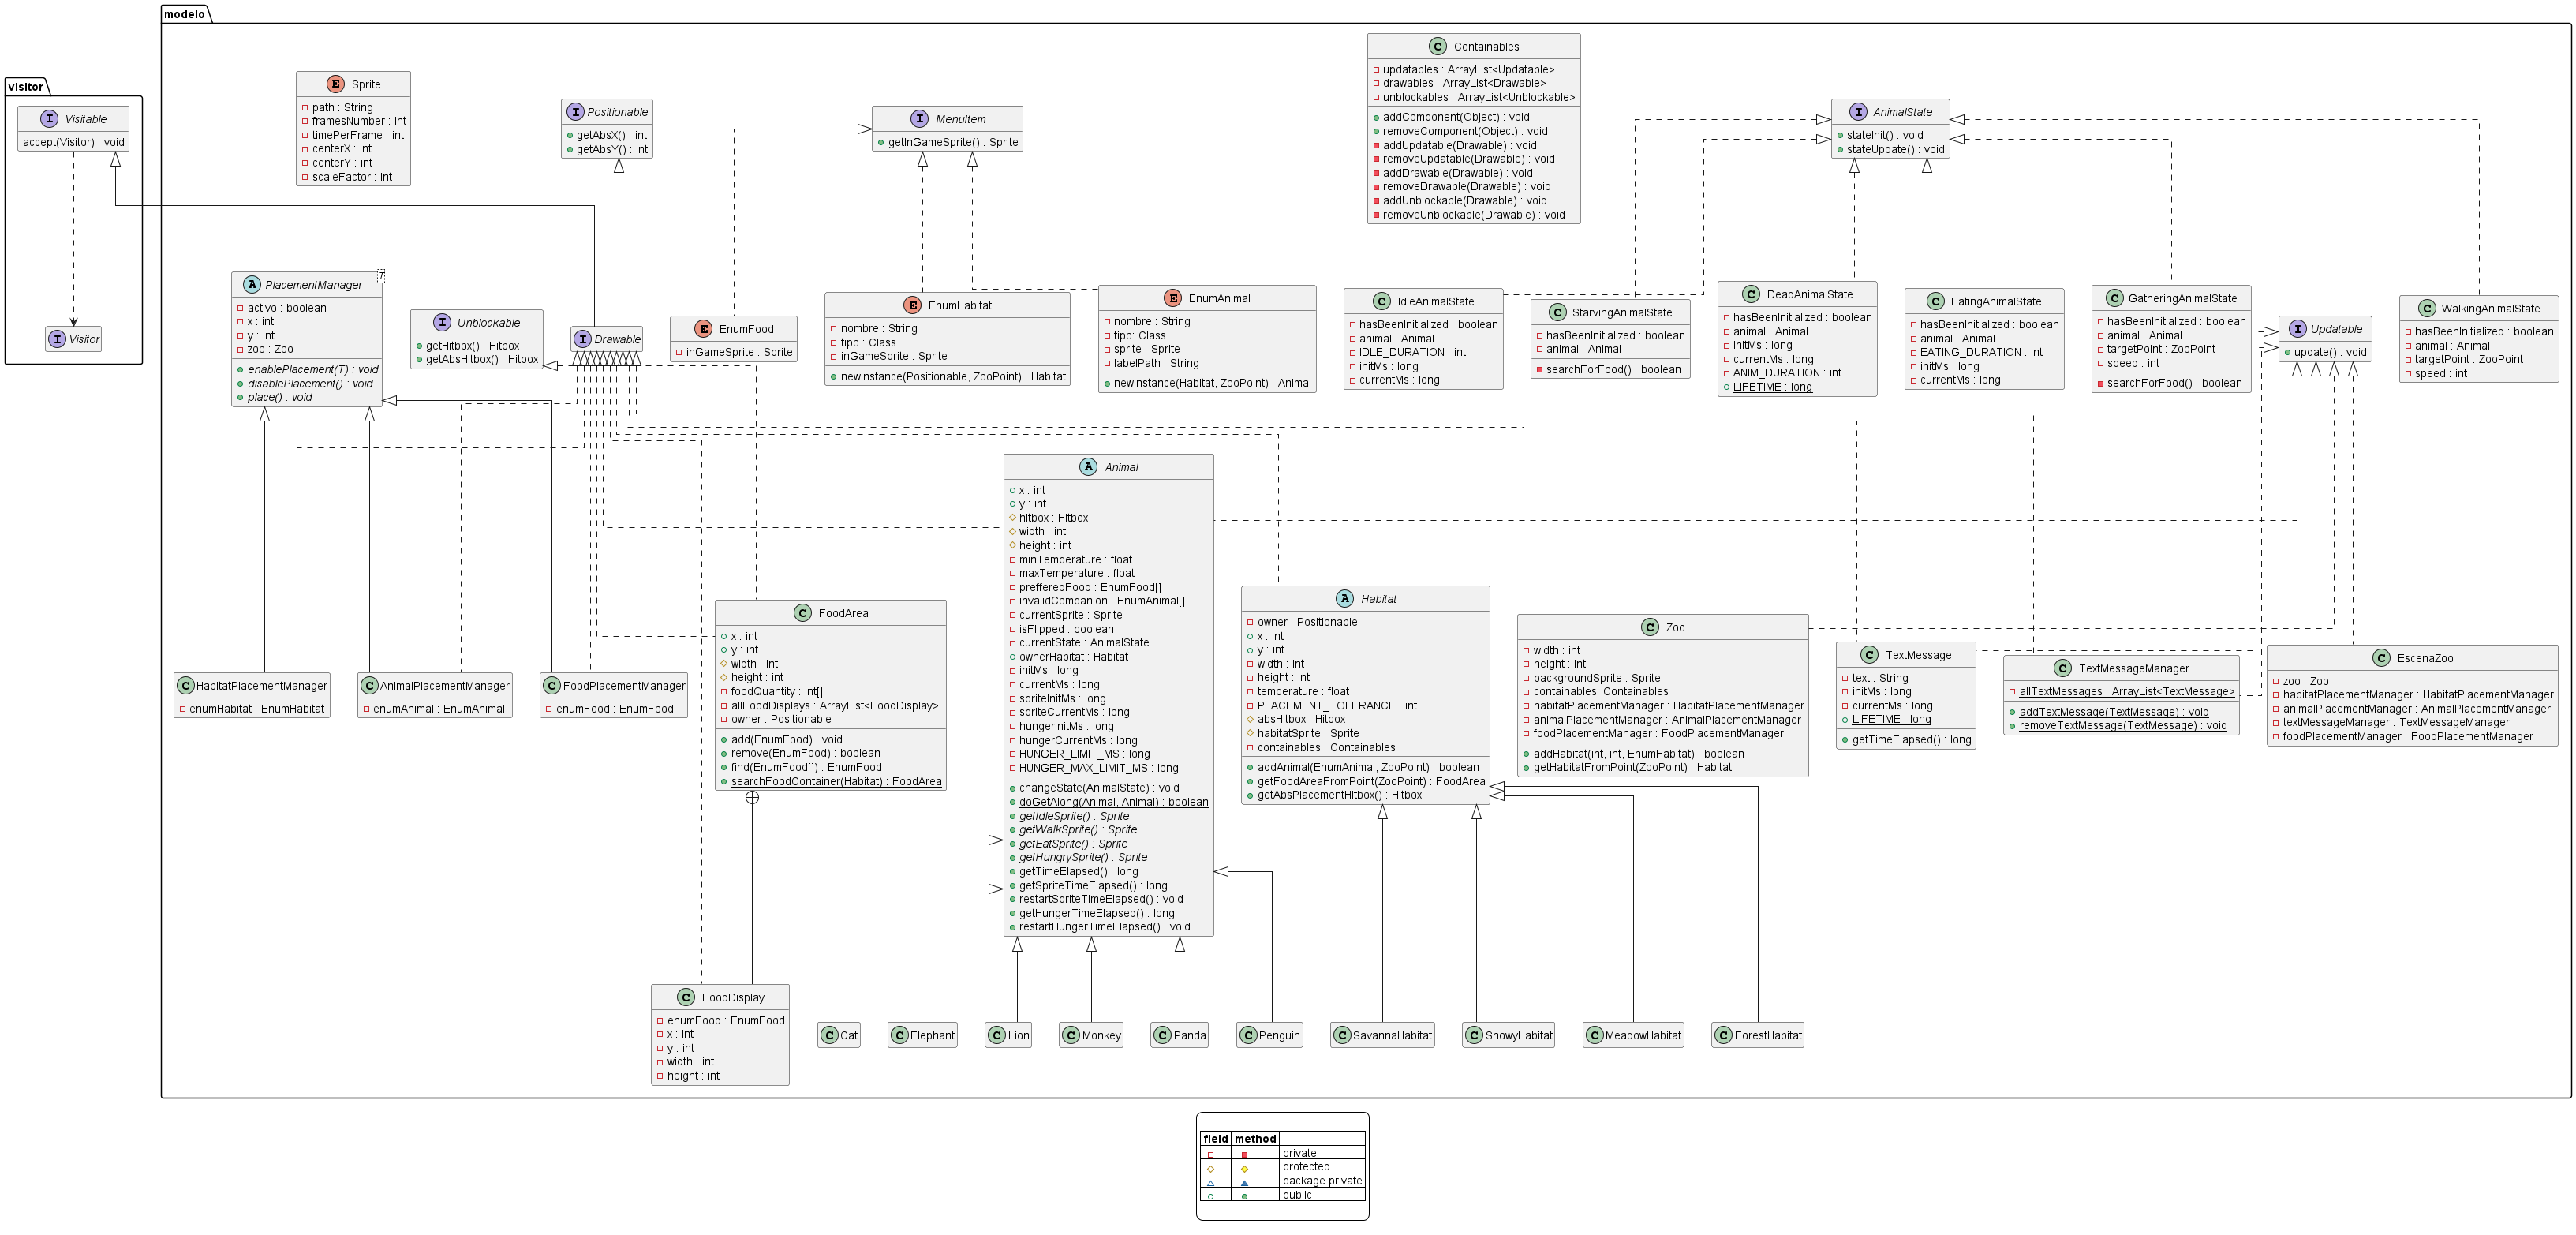 modelo
visitor
I Visitable
accept(Visitor) : void
I Visitor
E Sprite
path : String
framesNumber : int
timePerFrame : int
centerX : int
centerY : int
scaleFactor : int
I Positionable
getAbsX() : int
getAbsY() : int
I MenuItem
getInGameSprite() : Sprite
C Containables
updatables : ArrayList<Updatable>
drawables : ArrayList<Drawable>
unblockables : ArrayList<Unblockable>
addComponent(Object) : void
removeComponent(Object) : void
addUpdatable(Drawable) : void
removeUpdatable(Drawable) : void
addDrawable(Drawable) : void
removeDrawable(Drawable) : void
addUnblockable(Drawable) : void
removeUnblockable(Drawable) : void
I AnimalState
stateInit() : void
stateUpdate() : void
A PlacementManager T
activo : boolean
x : int
y : int
zoo : Zoo
enablePlacement(T) : void
disablePlacement() : void
place() : void
I Unblockable
getHitbox() : Hitbox
getAbsHitbox() : Hitbox
I Drawable
E EnumFood
inGameSprite : Sprite
E EnumHabitat
nombre : String
tipo : Class
inGameSprite : Sprite
newInstance(Positionable, ZooPoint) : Habitat
E EnumAnimal
nombre : String
tipo: Class
sprite : Sprite
labelPath : String
newInstance(Habitat, ZooPoint) : Animal
C IdleAnimalState
hasBeenInitialized : boolean
animal : Animal
IDLE_DURATION : int
initMs : long
currentMs : long
C StarvingAnimalState
hasBeenInitialized : boolean
animal : Animal
searchForFood() : boolean
C DeadAnimalState
hasBeenInitialized : boolean
animal : Animal
initMs : long
currentMs : long
ANIM_DURATION : int
LIFETIME : long
C EatingAnimalState
hasBeenInitialized : boolean
animal : Animal
EATING_DURATION : int
initMs : long
currentMs : long
C GatheringAnimalState
hasBeenInitialized : boolean
animal : Animal
targetPoint : ZooPoint
speed : int
searchForFood() : boolean
I Updatable
update() : void
C WalkingAnimalState
hasBeenInitialized : boolean
animal : Animal
targetPoint : ZooPoint
speed : int
A Animal
x : int
y : int
hitbox : Hitbox
width : int
height : int
minTemperature : float
maxTemperature : float
prefferedFood : EnumFood[]
invalidCompanion : EnumAnimal[]
currentSprite : Sprite
isFlipped : boolean
currentState : AnimalState
ownerHabitat : Habitat
initMs : long
currentMs : long
spriteInitMs : long
spriteCurrentMs : long
hungerInitMs : long
hungerCurrentMs : long
HUNGER_LIMIT_MS : long
HUNGER_MAX_LIMIT_MS : long
changeState(AnimalState) : void
doGetAlong(Animal, Animal) : boolean
getIdleSprite() : Sprite
getWalkSprite() : Sprite
getEatSprite() : Sprite
getHungrySprite() : Sprite
getTimeElapsed() : long
getSpriteTimeElapsed() : long
restartSpriteTimeElapsed() : void
getHungerTimeElapsed() : long
restartHungerTimeElapsed() : void
C HabitatPlacementManager
enumHabitat : EnumHabitat
C AnimalPlacementManager
enumAnimal : EnumAnimal
C FoodPlacementManager
enumFood : EnumFood
C FoodArea
x : int
y : int
width : int
height : int
foodQuantity : int[]
allFoodDisplays : ArrayList<FoodDisplay>
owner : Positionable
add(EnumFood) : void
remove(EnumFood) : boolean
find(EnumFood[]) : EnumFood
searchFoodContainer(Habitat) : FoodArea
A Habitat
owner : Positionable
x : int
y : int
width : int
height : int
temperature : float
PLACEMENT_TOLERANCE : int
absHitbox : Hitbox
habitatSprite : Sprite
containables : Containables
addAnimal(EnumAnimal, ZooPoint) : boolean
getFoodAreaFromPoint(ZooPoint) : FoodArea
getAbsPlacementHitbox() : Hitbox
C Zoo
width : int
height : int
backgroundSprite : Sprite
containables: Containables
habitatPlacementManager : HabitatPlacementManager
animalPlacementManager : AnimalPlacementManager
foodPlacementManager : FoodPlacementManager
addHabitat(int, int, EnumHabitat) : boolean
getHabitatFromPoint(ZooPoint) : Habitat
C TextMessage
text : String
initMs : long
currentMs : long
LIFETIME : long
getTimeElapsed() : long
C TextMessageManager
allTextMessages : ArrayList<TextMessage>
addTextMessage(TextMessage) : void
removeTextMessage(TextMessage) : void
C EscenaZoo
zoo : Zoo
habitatPlacementManager : HabitatPlacementManager
animalPlacementManager : AnimalPlacementManager
textMessageManager : TextMessageManager
foodPlacementManager : FoodPlacementManager
C FoodDisplay
enumFood : EnumFood
x : int
y : int
width : int
height : int
C Cat
C Elephant
C Lion
C Monkey
C Panda
C Penguin
C SavannaHabitat
C SnowyHabitat
C MeadowHabitat
C ForestHabitat
field method
private
protected
package private
public